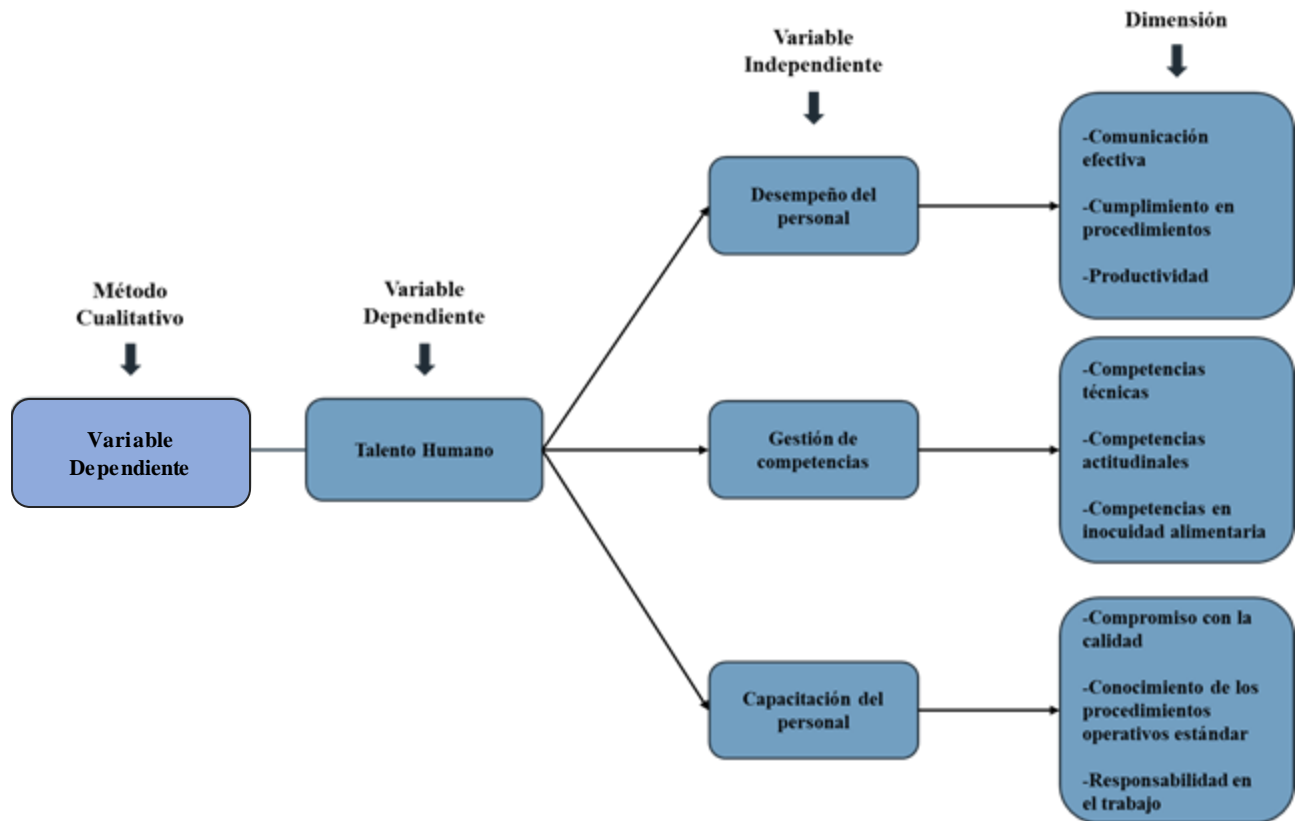 Método
Cualitativo
Variable
Dependiente
Variable
Dependiente
Talento Humano
Variable
Independiente
Desempeño del
personal
Gestión de
competencias
Capacitación del
personal
Dimensión
-Comunicación
efectiva
-Cumplimiento en
procedimientos
-Productividad
-Competencias
técnicas
-Competencias
actitudinales
-Competencias en
inocuidad alimentaria
-Compromiso con la
calidad
-Conocimiento de los
procedimientos
operativos estándar
-Responsabilidad en
el trabajo